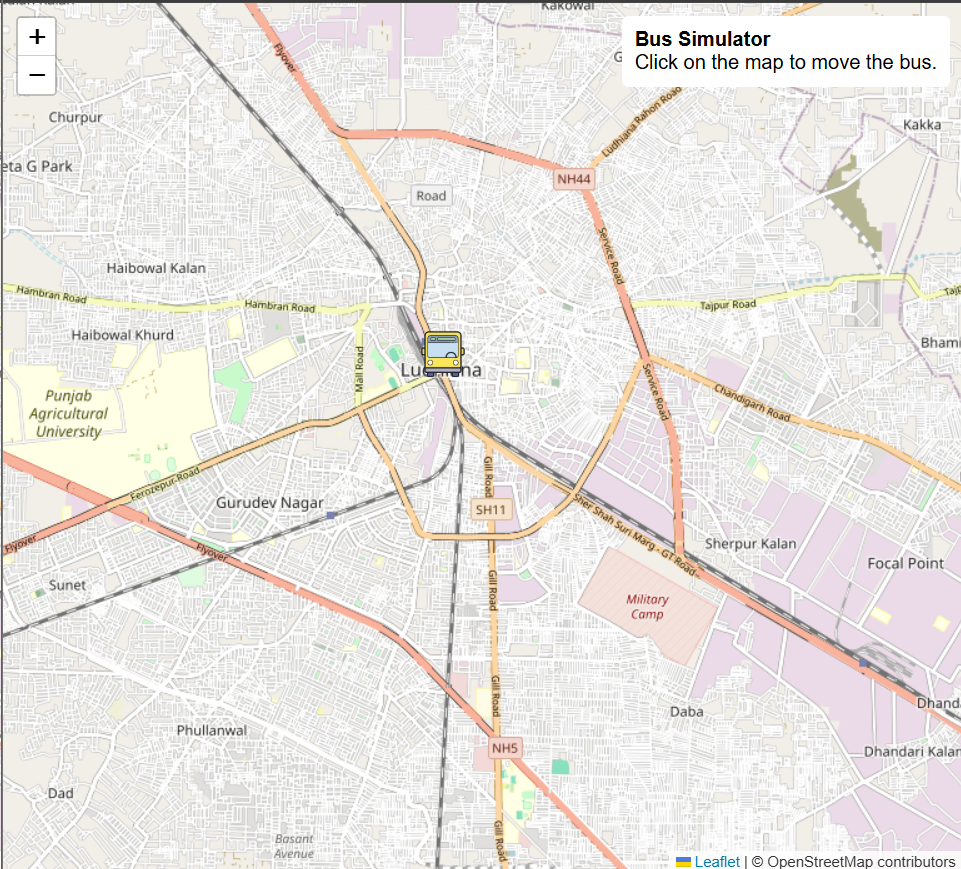 Kakowal
+
−
Bus Simulator
Click on the map to move the bus.
Flyover
Churpur
Ludhiana Rahon Road
Kakka
eta G Park
NH44
Road
Service Road
Haibowal Kalan
Hambran Road
Hambran Road
Tajpur Road
Haibowal Khurd
Mall Road
Ludhiana
Bhami
Service Road
Chandigarh Road
Punjab
Agricultural
University
Ferozepur Road
Gill Road
Gurudev Nagar
SH11
Sher Shah Suri Marg - GT Road
Flyover
Flyover
Sherpur Kalan
Focal Point
Sunet
Gill Road
Military
Camp
Gill Road
Daba
Dhanda
Phullanwal
NH5
Dhandari Kalan
Dad
Gill Road
Basant
Avenue
Leaflet | © OpenStreetMap contributors